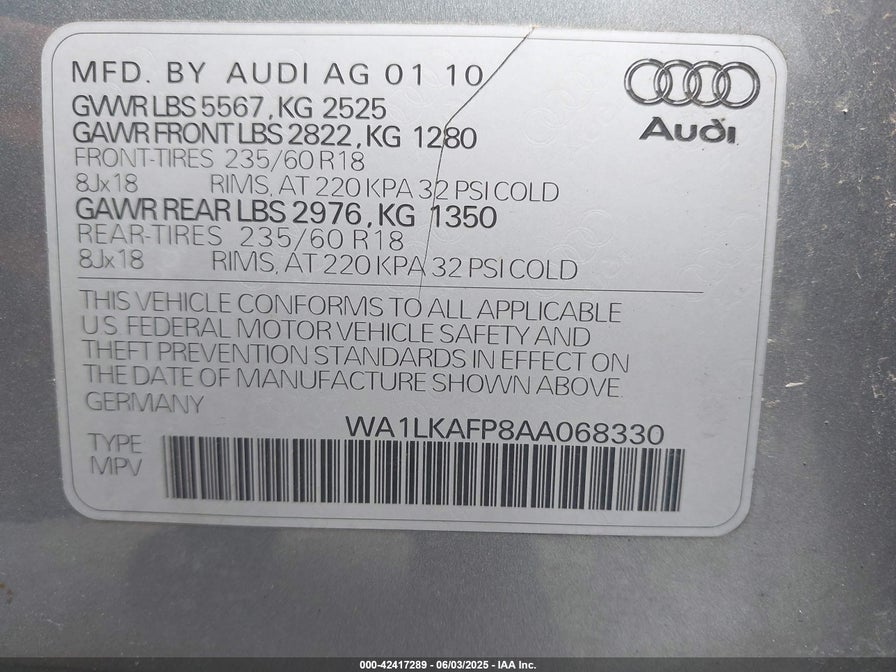 MFD. BY AUDI AG 01 10
GVWR LBS 5567, KG 2525
GAWR FRONT LBS 2822, KG 1280
FRONT-TIRES 235/60 R18
8Jx18 RIMS, AT 220 KPA 32 PSI COLD
GAWR REAR LBS 2976, KG 1350
REAR-TIRES 235/60 R18
8Jx18 RIMS, AT 220 KPA 32 PSI COLD
Audi
THIS VEHICLE CONFORMS TO ALL APPLICABLE
U.S. FEDERAL MOTOR VEHICLE SAFETY AND
THEFT PREVENTION STANDARDS IN EFFECT ON
THE DATE OF MANUFACTURE SHOWN ABOVE
GERMANY
WA1LKAFP8AA068330
TYPE
MPV
000-42417289 - 06/03/2025 - IAA Inc.